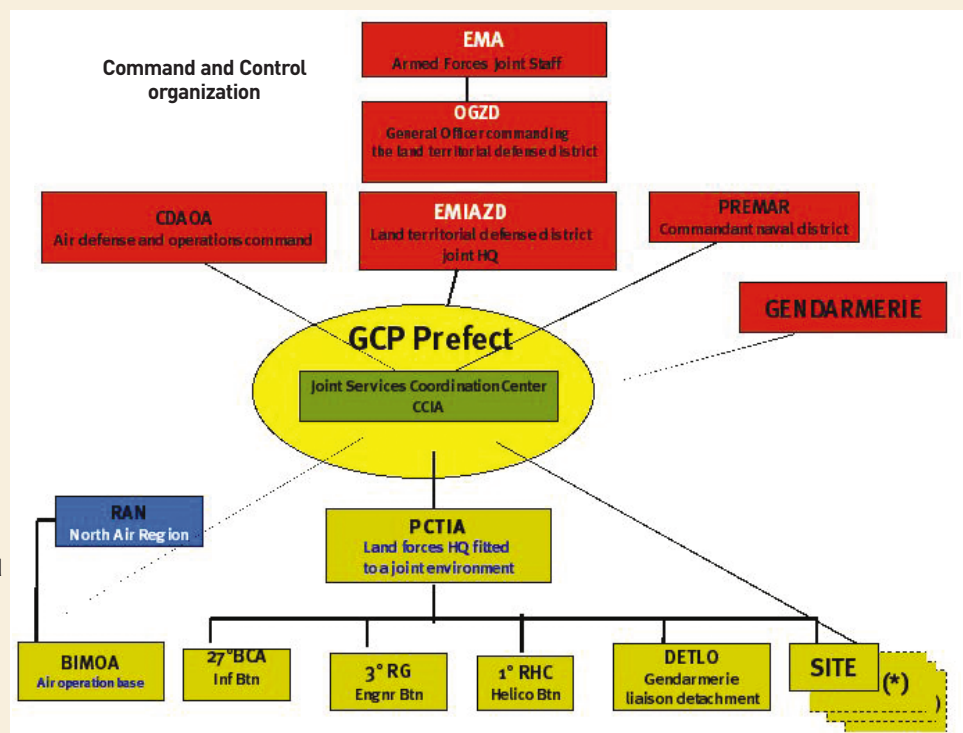 Command and Control
organization
EMA
Armed Forces Joint Staff
OGZD
General Officer commanding
the land territorial defense district
CDAOA
Air defense and operations command
EMIAZD
Land territorial defense district
joint HQ
PREMAR
Commandant naval district
GENDARMERIE
GCP Prefect
Joint Services Coordination Center
CCIA
RAN
North Air Region
PCTIA
Land forces HQ fitted
to a joint environment
BIMOA
Air operation base
27°BCA
Inf Btn
3° RG
Engnr Btn
1° RHC
Helico Btn
DETLO
Gendarmerie
liaison detachment
SITE
(*)
)